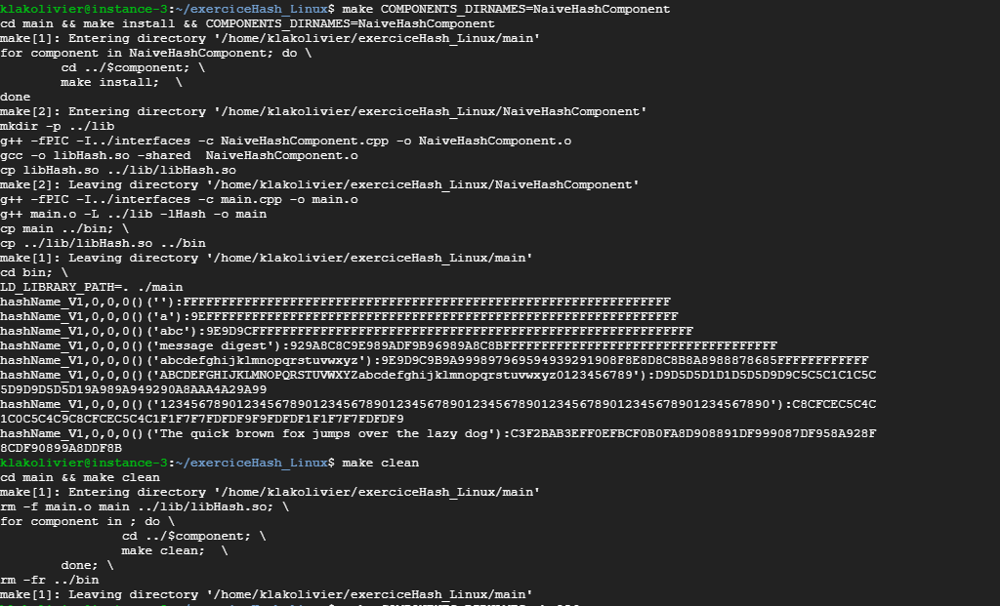 klakolivier@instance-3:~/exerciceHash_Linux$ make COMPONENTS_DIRNAMES=NaiveHashComponent
cd main && make install && COMPONENTS_DIRNAMES=NaiveHashComponent
make[1]: Entering directory '/home/klakolivier/exerciceHash_Linux/main'
for component in NaiveHashComponent; do \
cd ../$component; \
make install;  \
done
make[2]: Entering directory '/home/klakolivier/exerciceHash_Linux/NaiveHashComponent'
mkdir -p ../lib
g++ -fPIC -I../interfaces -c NaiveHashComponent.cpp -o NaiveHashComponent.o
gcc -o libHash.so -shared  NaiveHashComponent.o
cp libHash.so ../lib/libHash.so
make[2]: Leaving directory '/home/klakolivier/exerciceHash_Linux/NaiveHashComponent'
g++ -fPIC -I../interfaces -c main.cpp -o main.o
g++ main.o -L ../lib -lHash -o main
cp main ../bin; \
cp ../lib/libHash.so ../bin
make[1]: Leaving directory '/home/klakolivier/exerciceHash_Linux/main'
cd bin; \
LD_LIBRARY_PATH=. ./main
hashName_V1,0,0,0()(''):FFFFFFFFFFFFFFFFFFFFFFFFFFFFFFFFFFFFFFFFFFFFFFFFFFFFFFFFFFFFFFFF
hashName_V1,0,0,0()('a'):9EFFFFFFFFFFFFFFFFFFFFFFFFFFFFFFFFFFFFFFFFFFFFFFFFFFFFFFFFFFFFFF
hashName_V1,0,0,0()('abc'):9E9D9CFFFFFFFFFFFFFFFFFFFFFFFFFFFFFFFFFFFFFFFFFFFFFFFFFFFFFFFFFF
hashName_V1,0,0,0()('message digest'):929A8C8C9E989ADF9B96989A8C8BFFFFFFFFFFFFFFFFFFFFFFFFFFFFFFFFFFFF
hashName_V1,0,0,0()('abcdefghijklmnopqrstuvwxyz'):9E9D9C9B9A999897969594939291908F8E8D8C8B8A8988878685FFFFFFFFFFFF
hashName_V1,0,0,0()('ABCDEFGHIJKLMNOPQRSTUVWXYZabcdefghijklmnopqrstuvwxyz0123456789'):D9D5D5D1D1D5D5D9D9C5C5C1C1C5C
5D9D9D5D5D19A989A949290A8AAA4A29A99
hashName_V1,0,0,0()('12345678901234567890123456789012345678901234567890123456789012345678901234567890'):C8CFCEC5C4C
1C0C5C4C9C8CFCEC5C4C1F1F7F7FDFDF9F9FDFDF1F1F7F7FDFDF9
hashName_V1,0,0,0()('The quick brown fox jumps over the lazy dog'):C3F2BAB3EFF0EFBCF0B0FA8D908891DF999087DF958A928F
8CDF90899A8DDF8B
klakolivier@instance-3:~/exerciceHash_Linux$ make clean
cd main && make clean
make[1]: Entering directory '/home/klakolivier/exerciceHash_Linux/main'
rm -f main.o main ../lib/libHash.so; \
for component in ; do \
cd ../$component; \
make clean;  \
done; \
rm -fr ../bin
make[1]: Leaving directory '/home/klakolivier/exerciceHash_Linux/main'